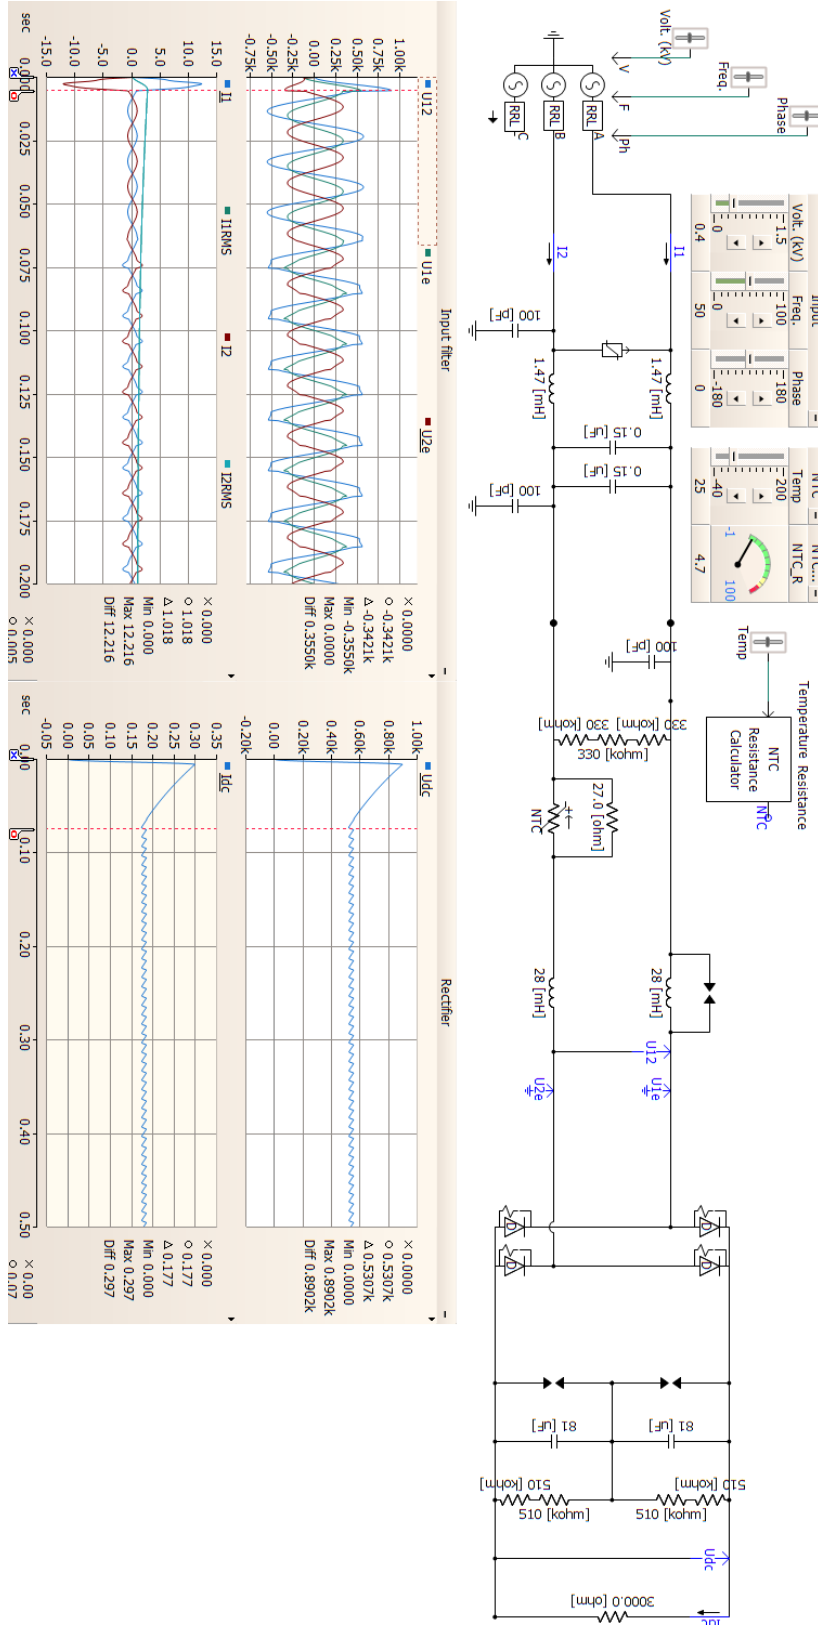 Volt. (kV)
Freq.
Phase
V
F
Ph
RRL
A
RRL
B
RRL
C
Volt. (kV)
Freq.
Phase
1.5
0
100
0
180
-180
0.4
50
0
Temp
200
-40
25
NTC_R
-1
100
4.7
Temperature
Resistance
Temp
NTC
Resistance
Calculator
NTC
I1
I2
100 [pF]
1.47 [mH]
1.47 [mH]
0.15 [uF]
0.15 [uF]
100 [pF]
100 [pF]
330 [kohm]
330 [kohm]
330 [kohm]
27.0 [ohm]
NTC
28 [mH]
28 [mH]
U12
U1e
U2e
D
D
D
D
81 [uF]
81 [uF]
510 [kohm]
510 [kohm]
510 [kohm]
510 [kohm]
Udc
3000.0 [ohm]
Idc
Input filter
U12
U1e
U2e
1.00k
0.75k
0.50k
0.25k
0.00
-0.25k
-0.50k
-0.75k
X 0.0000
◇ -0.3421k
Δ -0.3421k
Min -0.3550k
Max 0.0000
Diff 0.3550k
I1
I1RMS
I2
I2RMS
15.0
10.0
5.0
0.0
-5.0
-10.0
-15.0
X 0.000
◇ 1.018
Δ 1.018
Min 0.000
Max 12.216
Diff 12.216
sec
0.000
0.025
0.050
0.075
0.100
0.125
0.150
0.175
0.200
X 0.000
◇ 0.005
Rectifier
Udc
1.00k
0.80k
0.60k
0.40k
0.20k
0.00
-0.20k
X 0.0000
◇ 0.5307k
Δ 0.5307k
Min 0.0000
Max 0.8902k
Diff 0.8902k
Idc
0.35
0.30
0.25
0.20
0.15
0.10
0.05
0.00
-0.05
X 0.000
◇ 0.177
Δ 0.177
Min 0.000
Max 0.297
Diff 0.297
sec
0.00
0.10
0.20
0.30
0.40
0.50
X 0.00
◇ 0.07